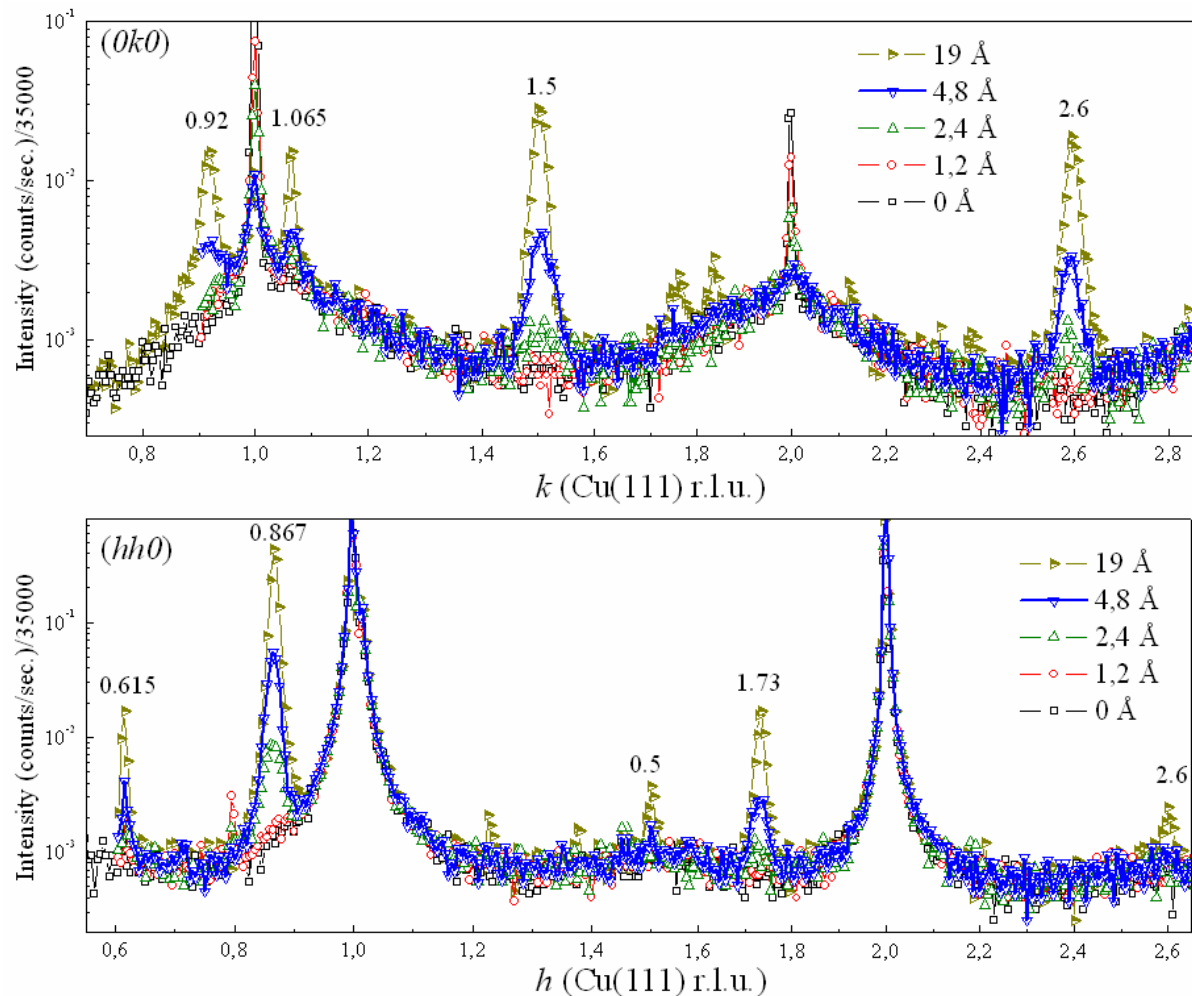 (0k0)
Intensity (counts/sec.)/35000
10⁻¹
10⁻²
10⁻³
0.92
1.065
1.5
2.6
19 Å
4,8 Å
2,4 Å
1,2 Å
0 Å
0,8 1,0 1,2 1,4 1,6 1,8 2,0 2,2 2,4 2,6 2,8
k (Cu(111) r.l.u.)
(hh0)
Intensity (counts/sec.)/35000
10⁻¹
10⁻²
10⁻³
0.615
0.867
0.5
1.73
2.6
19 Å
4,8 Å
2,4 Å
1,2 Å
0 Å
0,6 0,8 1,0 1,2 1,4 1,6 1,8 2,0 2,2 2,4 2,6
h (Cu(111) r.l.u.)